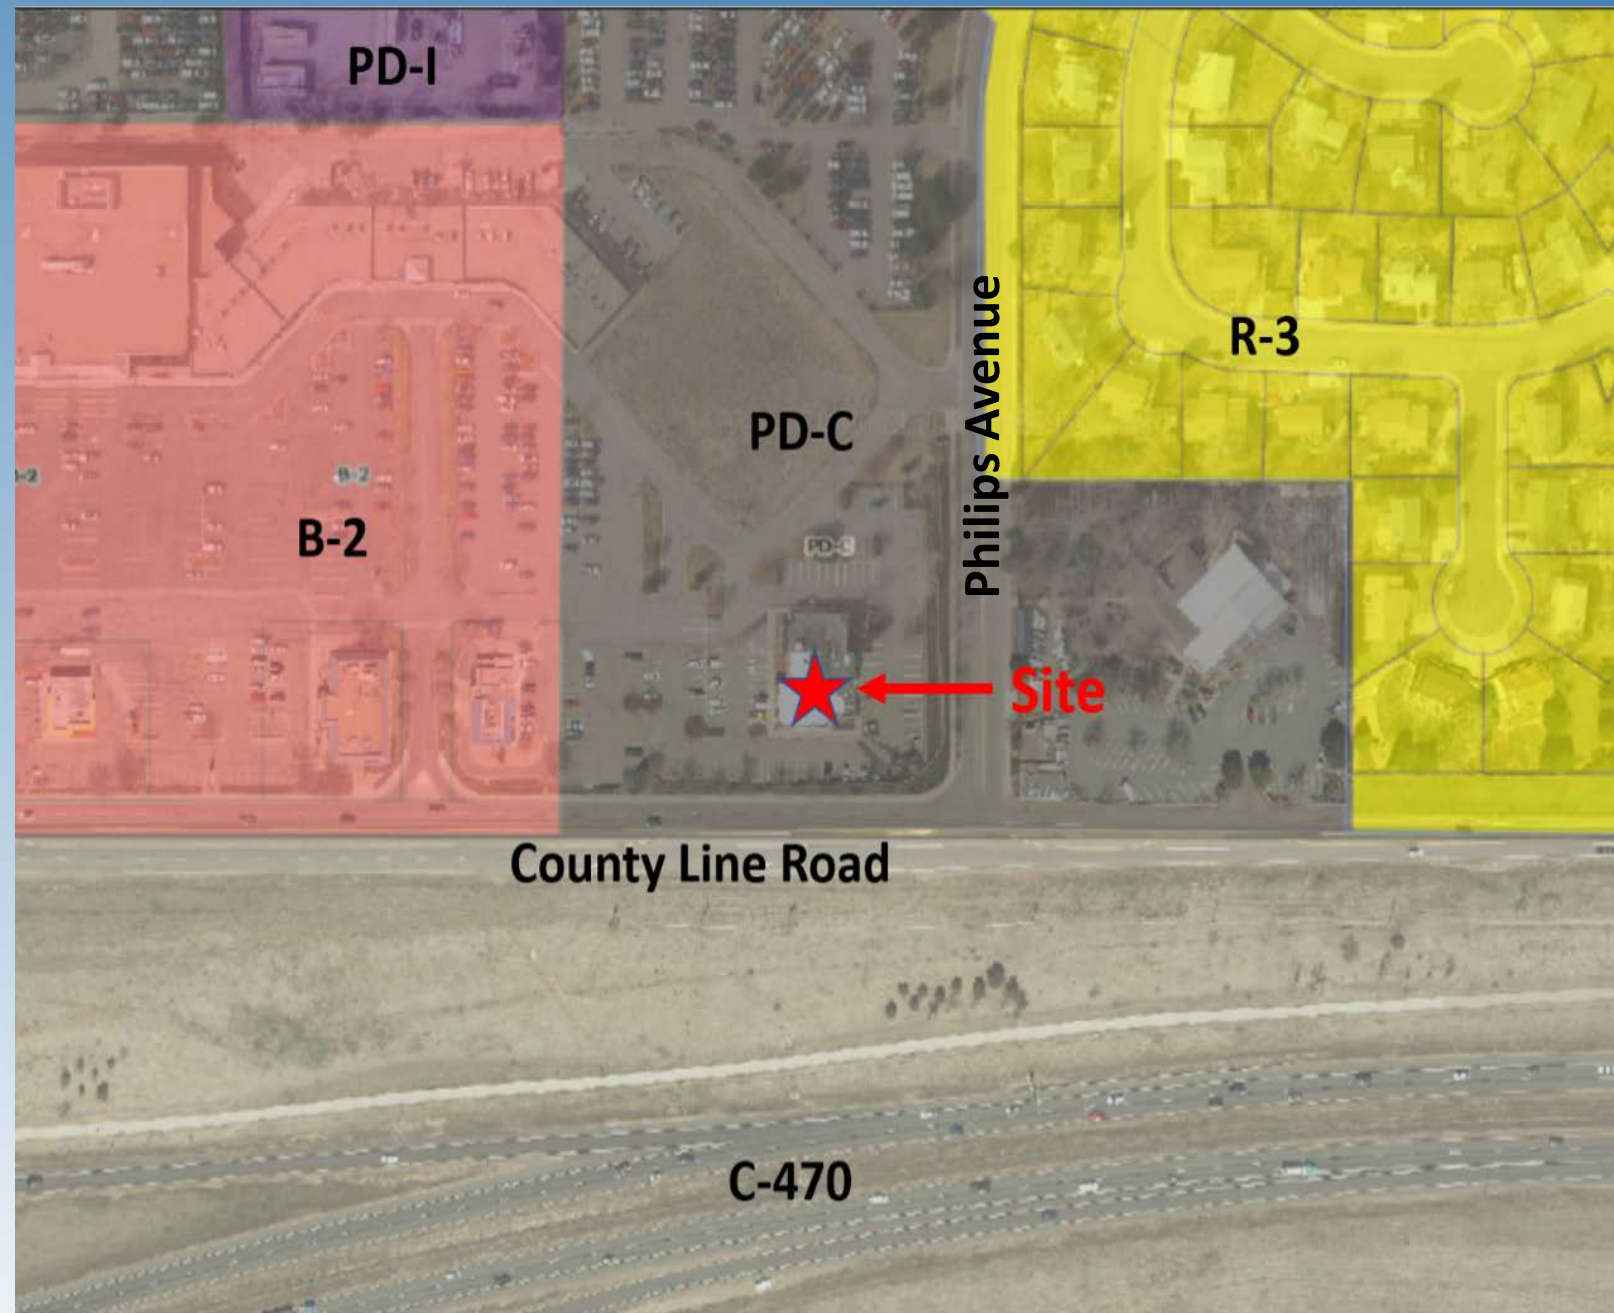 PD-I
Philips Avenue
R-3
PD-C
B-2
B-2
PD-C
Site
County Line Road
C-470